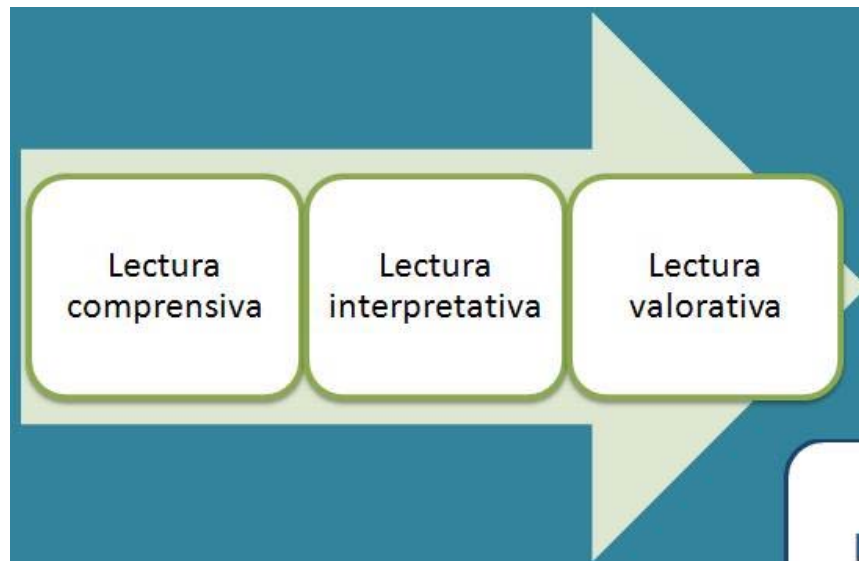 Lectura
comprensiva
Lectura
interpretativa
Lectura
valorativa